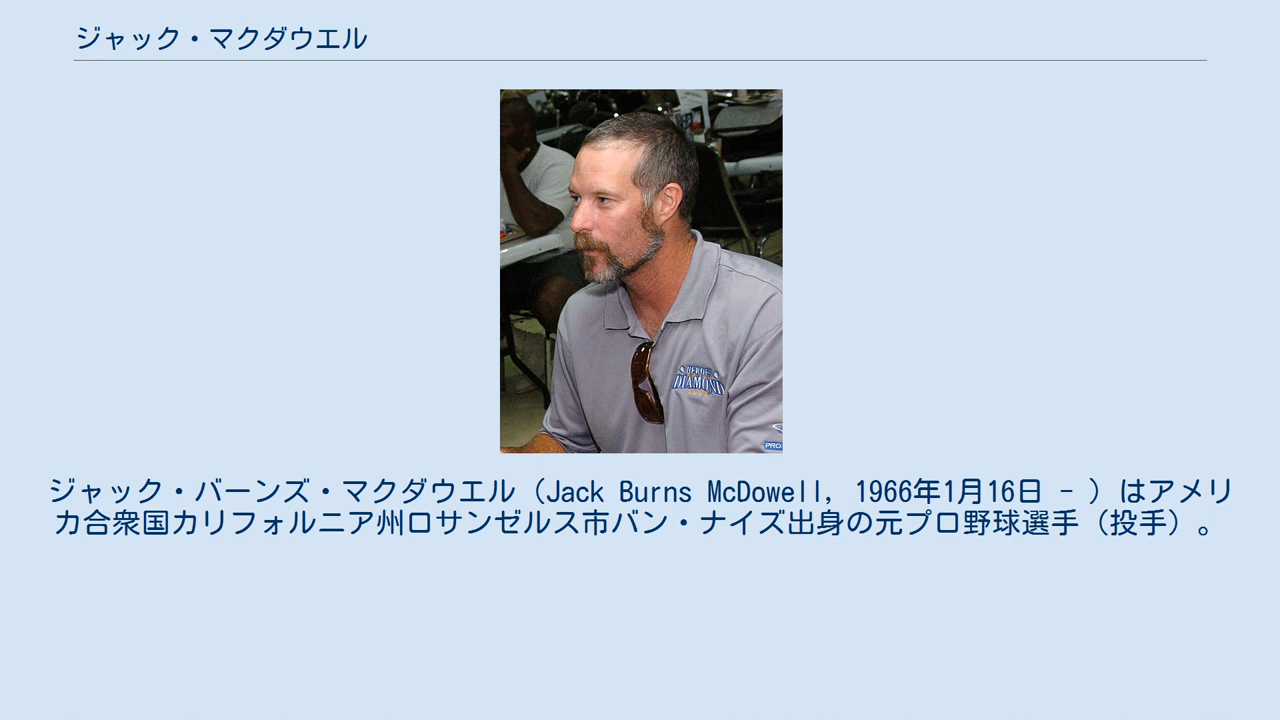 ジャック・マクダウエル
HEROES
DIAMOND
PRO
ジャック・バーンズ・マクダウエル（Jack Burns McDowell, 1966年1月16日 - ）はアメリ
カ合衆国カリフォルニア州ロサンゼルス市バン・ナイズ出身の元プロ野球選手（投手）。